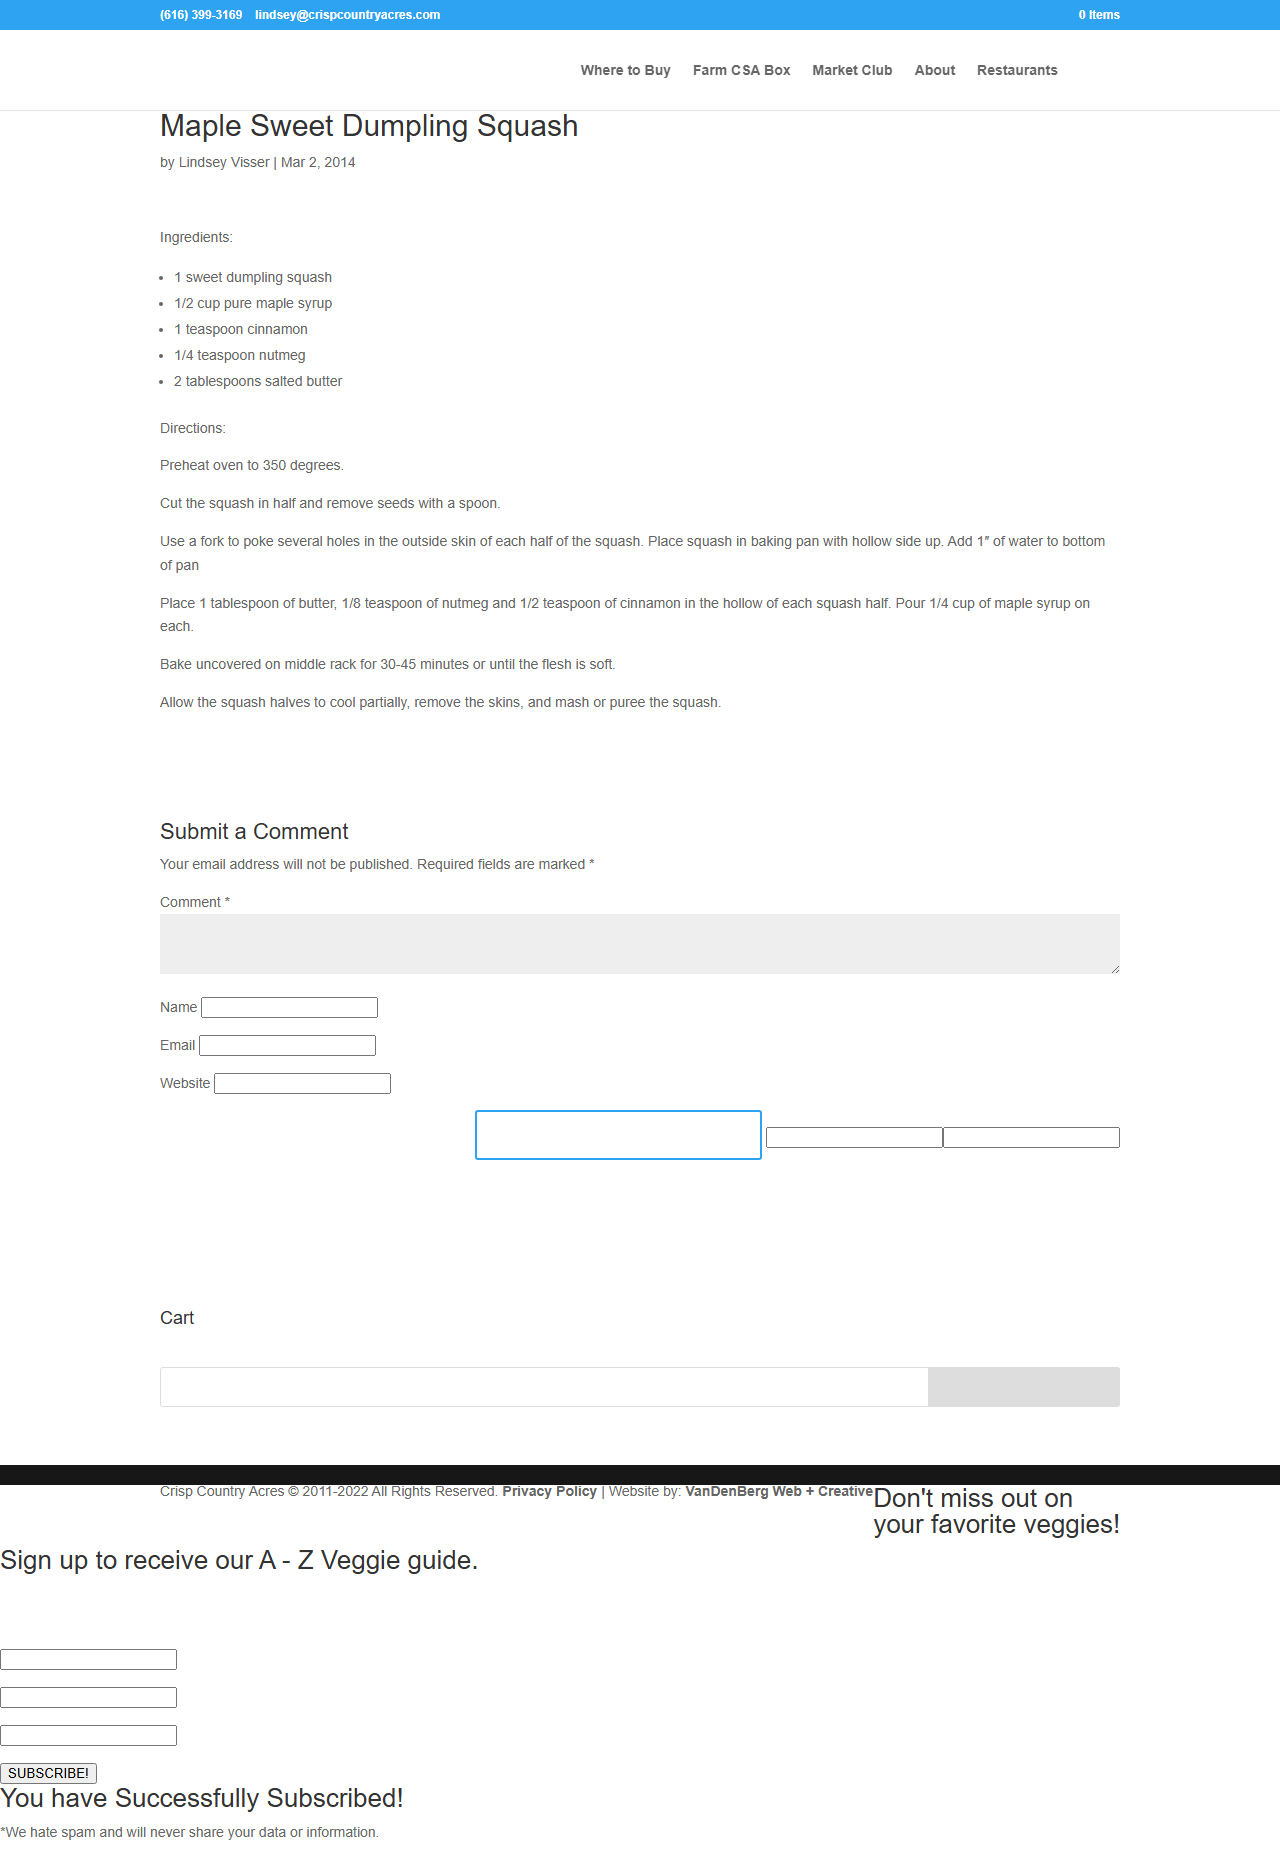 (616) 399-3169 lindsey@crispcountryacres.com 0 Items
Where to Buy Farm CSA Box Market Club About Restaurants
Maple Sweet Dumpling Squash
by Lindsey Visser | Mar 2, 2014
Ingredients:
• 1 sweet dumpling squash
• 1/2 cup pure maple syrup
• 1 teaspoon cinnamon
• 1/4 teaspoon nutmeg
• 2 tablespoons salted butter
Directions:
Preheat oven to 350 degrees.
Cut the squash in half and remove seeds with a spoon.
Use a fork to poke several holes in the outside skin of each half of the squash. Place squash in baking pan with hollow side up. Add 1″ of water to bottom
of pan
Place 1 tablespoon of butter, 1/8 teaspoon of nutmeg and 1/2 teaspoon of cinnamon in the hollow of each squash half. Pour 1/4 cup of maple syrup on
each.
Bake uncovered on middle rack for 30-45 minutes or until the flesh is soft.
Allow the squash halves to cool partially, remove the skins, and mash or puree the squash.
Submit a Comment
Your email address will not be published. Required fields are marked *
Comment *
Name
Email
Website
Cart
Crisp Country Acres © 2011-2022 All Rights Reserved. Privacy Policy | Website by: VanDenBerg Web + Creative
Don't miss out on
your favorite veggies!
Sign up to receive our A - Z Veggie guide.
SUBSCRIBE!
You have Successfully Subscribed!
*We hate spam and will never share your data or information.